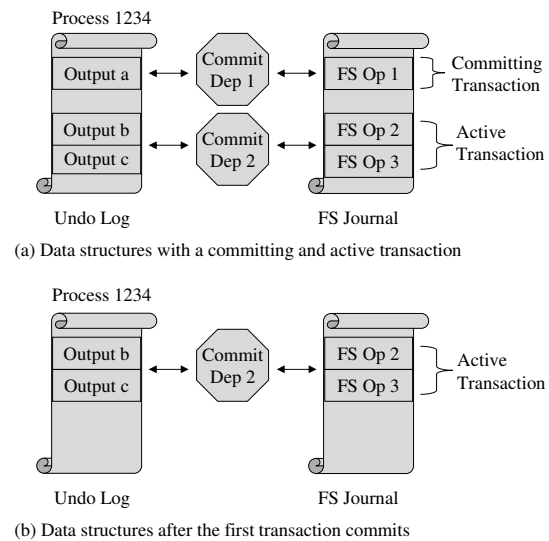 Process 1234
Output a
Commit
Dep 1
FS Op 1
Committing
Transaction
Output b
Output c
Commit
Dep 2
FS Op 2
FS Op 3
Active
Transaction
Undo Log
FS Journal
(a) Data structures with a committing and active transaction
Process 1234
Output b
Output c
Commit
Dep 2
FS Op 2
FS Op 3
Active
Transaction
Undo Log
FS Journal
(b) Data structures after the first transaction commits